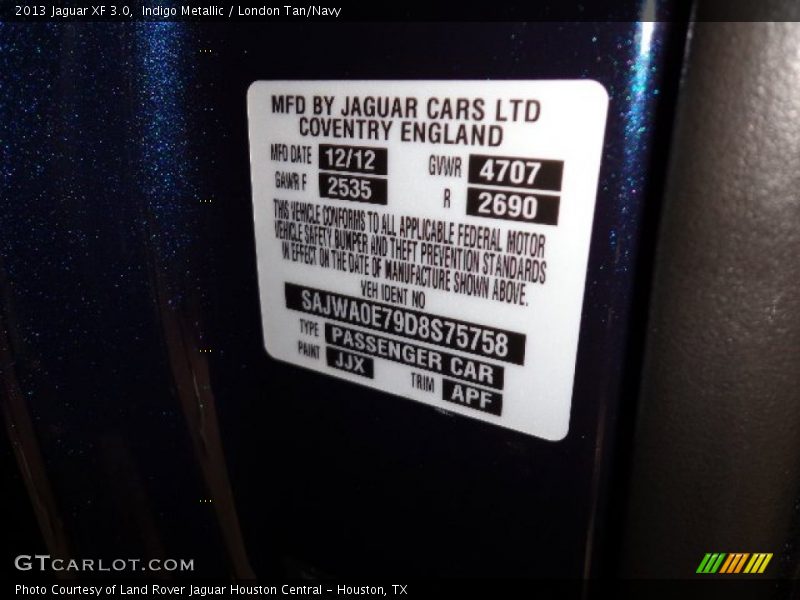 2013 Jaguar XF 3.0,  Indigo Metallic / London Tan/Navy
MFD BY JAGUAR CARS LTD
COVENTRY ENGLAND
MFD DATE 12/12 GVWR 4707
GAWR F 2535 R 2690
THIS VEHICLE CONFORMS TO ALL APPLICABLE FEDERAL MOTOR
VEHICLE SAFETY BUMPER AND THEFT PREVENTION STANDARDS
IN EFFECT ON THE DATE OF MANUFACTURE SHOWN ABOVE.
VEH IDENT NO
SAJWA0E79D8S75758
TYPE PASSENGER CAR
PAINT JJX TRIM APF
GTCARLOT.COM
Photo Courtesy of Land Rover Jaguar Houston Central - Houston, TX